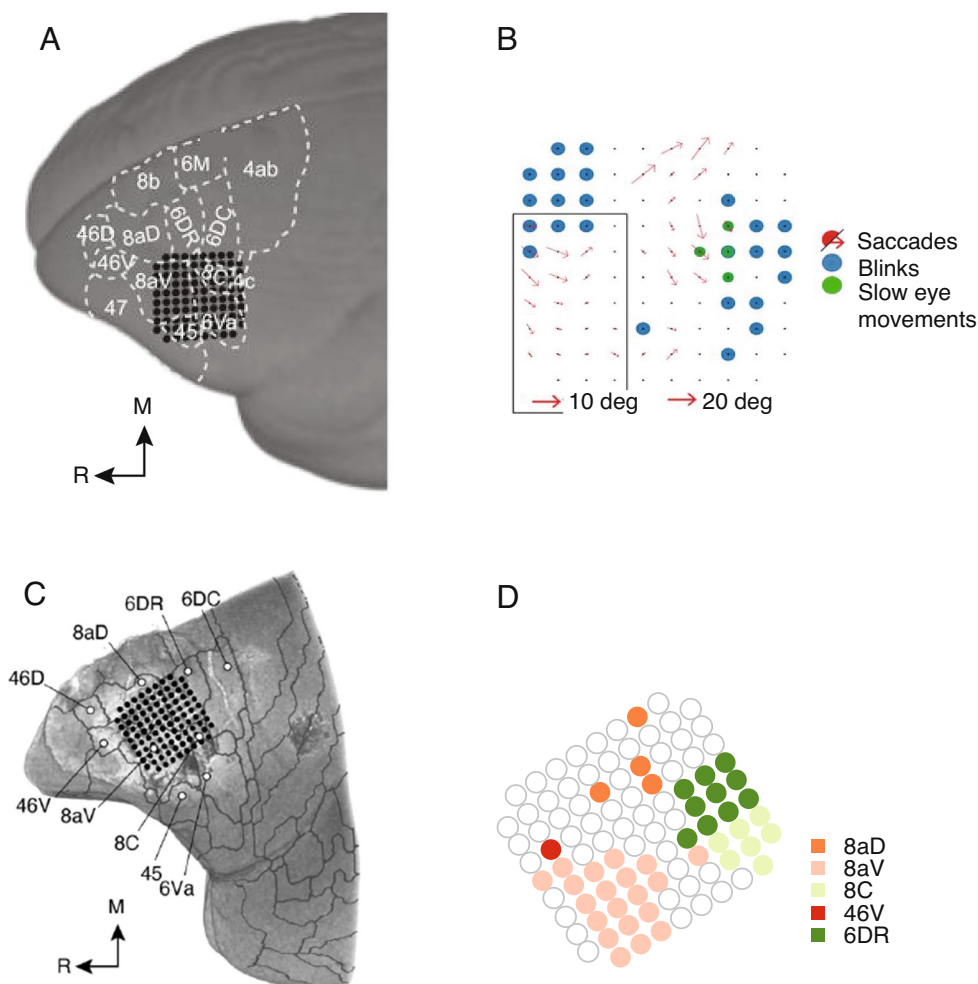 A
6M
4ab
8b
6DR
6DC
46D
8aD
46V
8aV
8C
4c
47
45
6Va
M
R
B
Saccades
Blinks
Slow eye
movements
10 deg
20 deg
C
6DR
6DC
8aD
46D
46V
8aV
8C
45
6Va
M
R
D
8aD
8aV
8C
46V
6DR